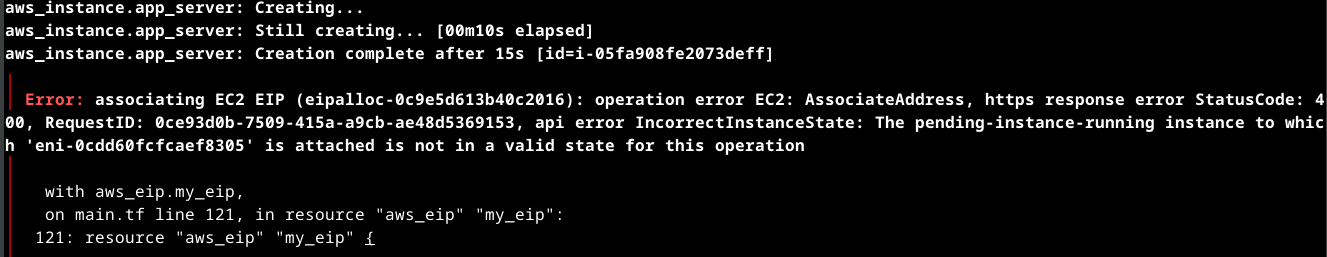 aws_instance.app_server: Creating...
aws_instance.app_server: Still creating... [00m10s elapsed]
aws_instance.app_server: Creation complete after 15s [id=i-05fa908fe2073deff]
Error: associating EC2 EIP (eipalloc-0c9e5d613b40c2016): operation error EC2: AssociateAddress, https response error StatusCode: 4
00, RequestID: 0ce93d0b-7509-415a-a9cb-ae48d5369153, api error IncorrectInstanceState: The pending-instance-running instance to whic
h 'eni-0cdd60fcfcaef8305' is attached is not in a valid state for this operation
with aws_eip.my_eip,
on main.tf line 121, in resource "aws_eip" "my_eip":
121: resource "aws_eip" "my_eip" {